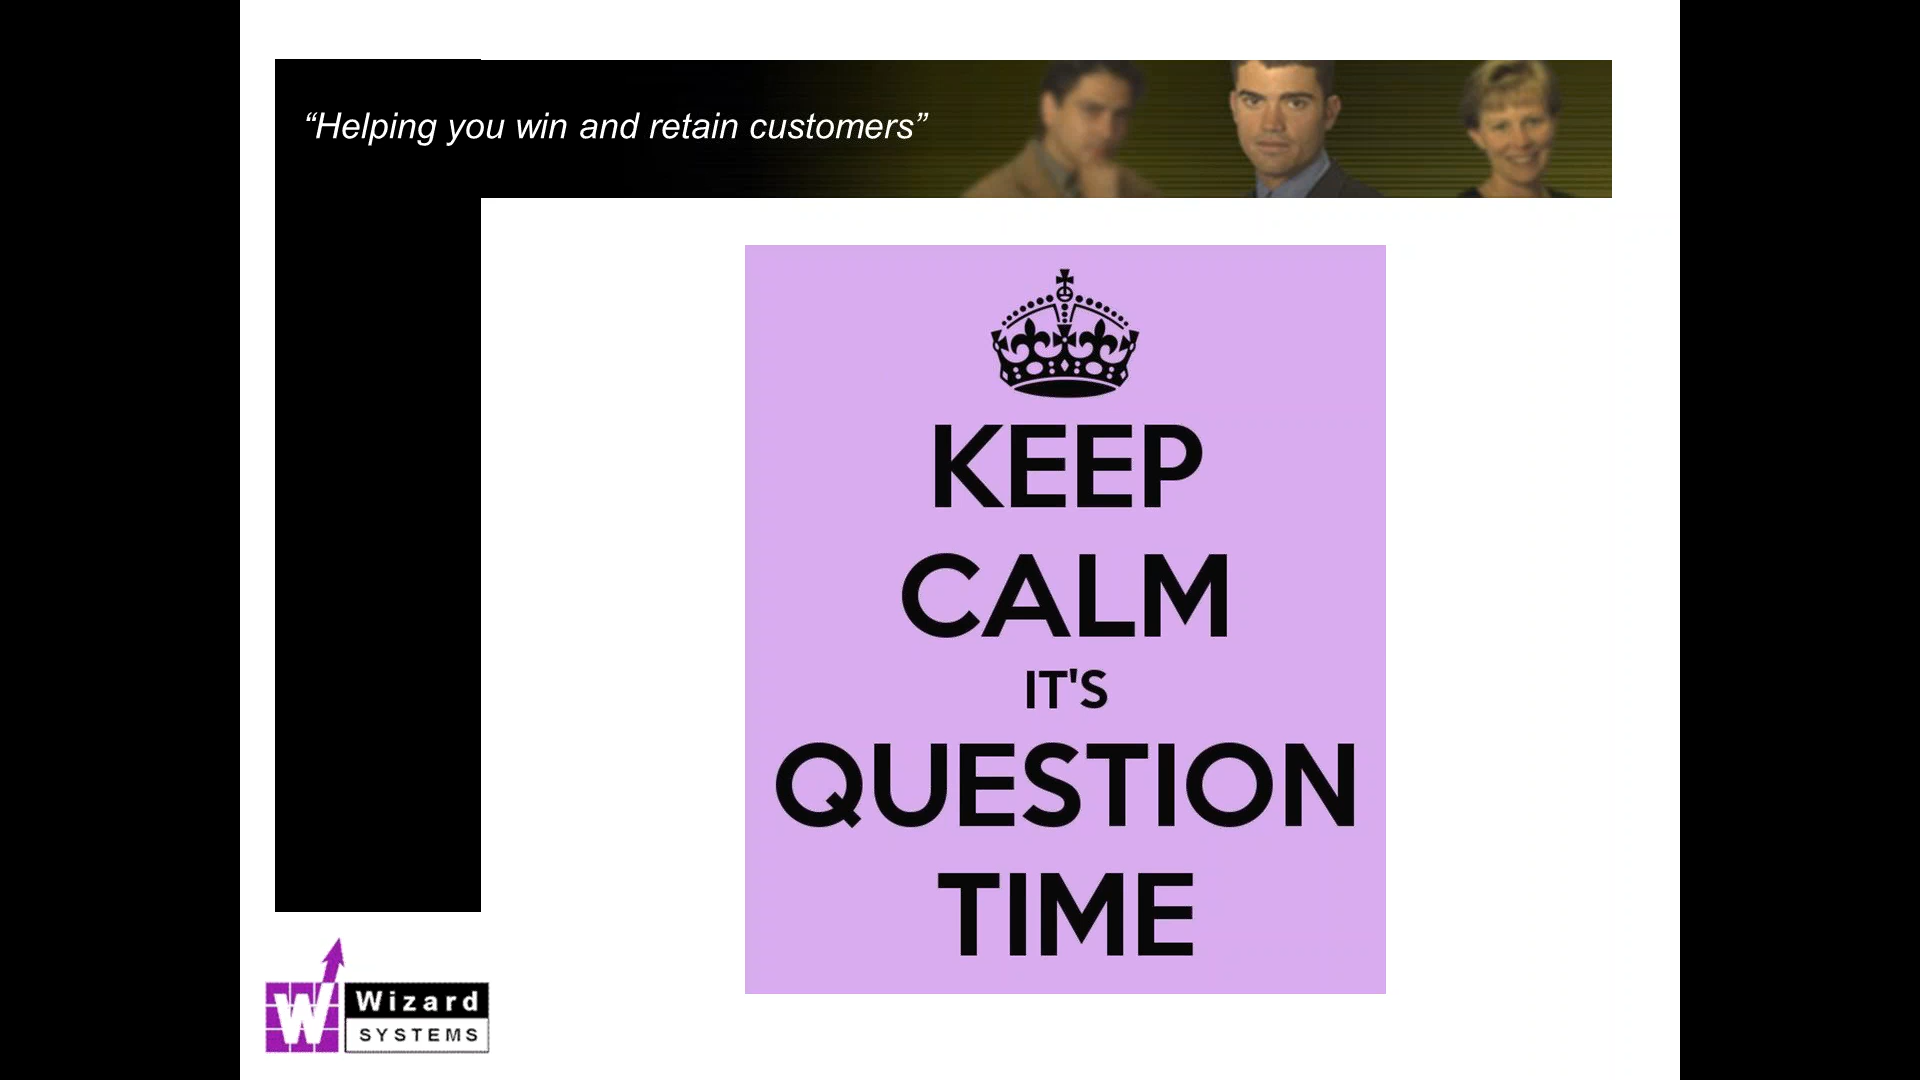 “Helping you win and retain customers”
KEEP
CALM
IT'S
QUESTION
TIME
W
Wizard
SYSTEMS